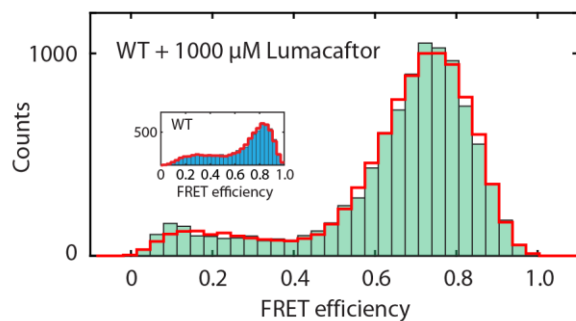 WT + 1000 μM Lumacaftor
1000
0
Counts
0 0.2 0.4 0.6 0.8 1.0
FRET efficiency
WT
500
0 0.2 0.4 0.6 0.8 1.0
FRET efficiency